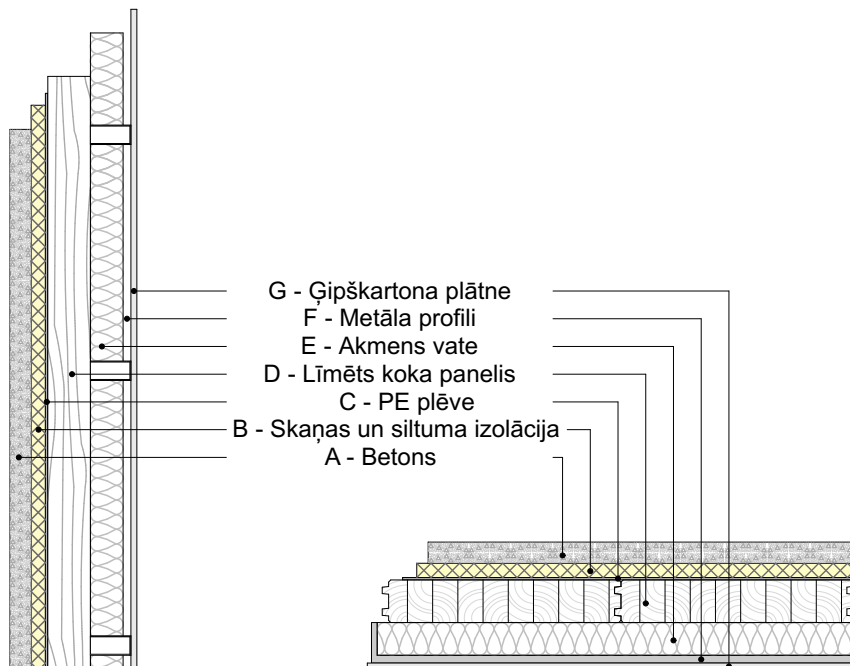 G - Ģipškartona plātne
F - Metāla profili
E - Akmens vate
D - Līmēts koka panelis
C - PE plēve
B - Skaņas un siltuma izolācija
A - Betons